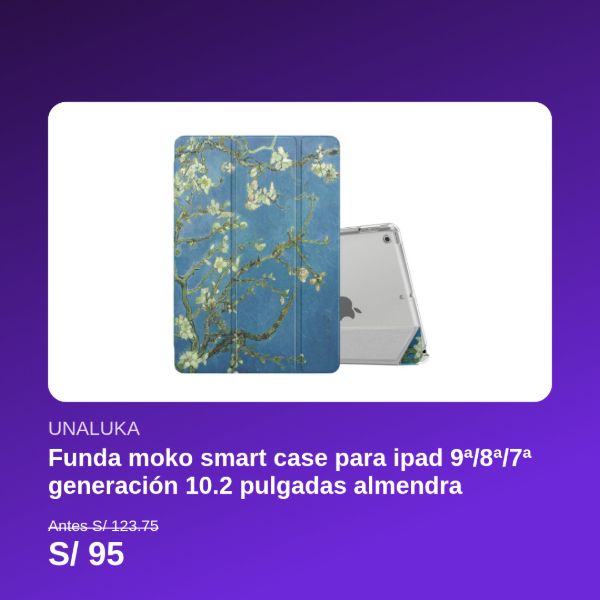 UNALUKA
Funda moko smart case para ipad 9ª/8ª/7ª
generación 10.2 pulgadas almendra
Antes S/ 123.75
S/ 95